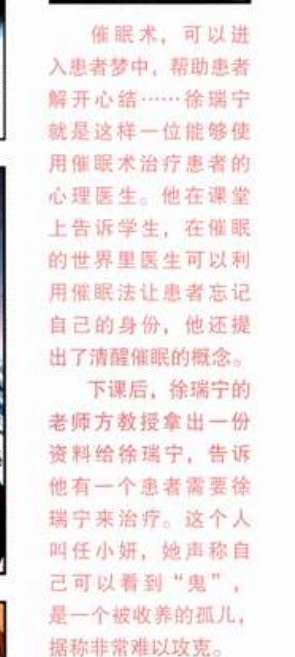 催眠术，可以进
入患者梦中，帮助患者
解开心结……徐瑞宁
就是这样一位能够使
用催眠术治疗患者的
心理医生。他在课堂
上告诉学生，在催眠
的世界里医生可以利
用催眠法让患者忘记
自己的身份，他还提
出了清醒催眠的概念。
下课后，徐瑞宁的
老师方教授拿出一份
资料给徐瑞宁，告诉
他有一个患者需要徐
瑞宁来治疗。这个人
叫任小妍，她声称自
己可以看到“鬼”，
是一个被收养的孤儿，
据称非常难以攻克。